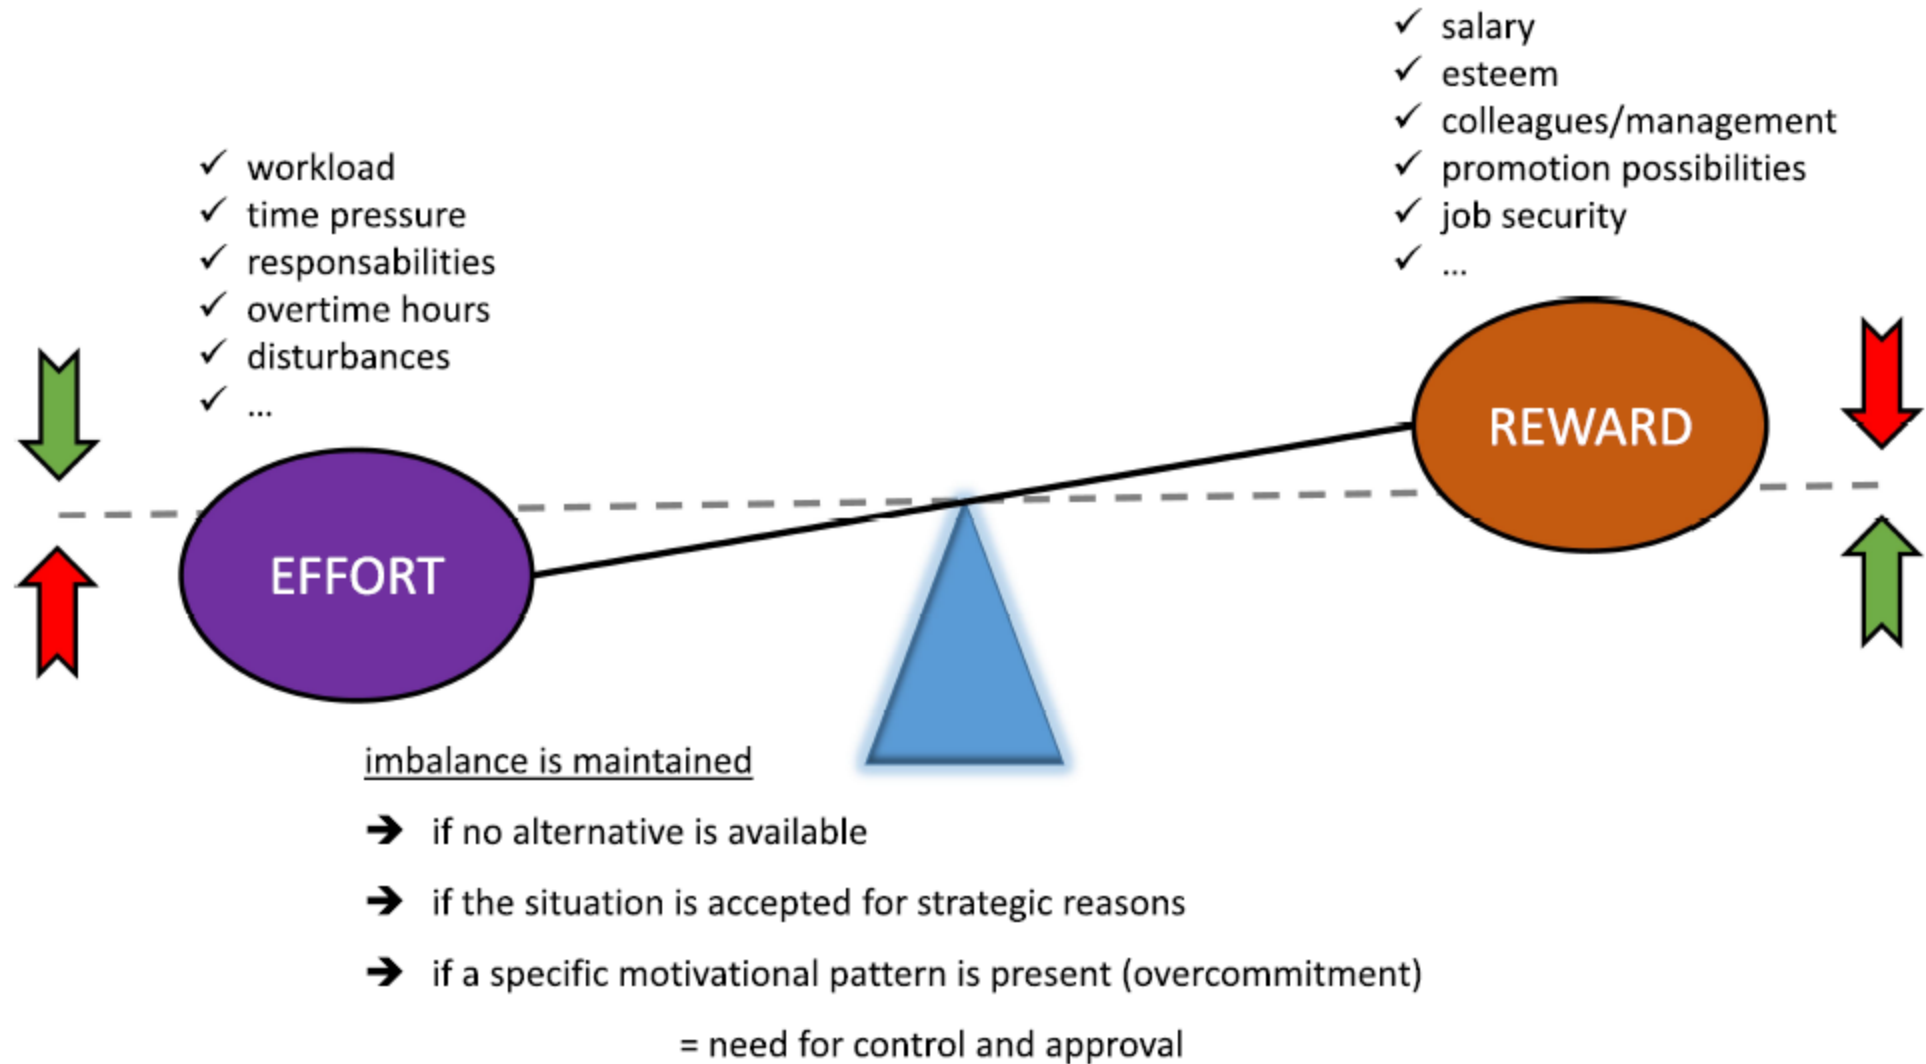 ✓ salary
✓ esteem
✓ colleagues/management
✓ promotion possibilities
✓ job security
✓ ...
✓ workload
✓ time pressure
✓ responsabilities
✓ overtime hours
✓ disturbances
✓ ...
REWARD
EFFORT
imbalance is maintained
➔ if no alternative is available
➔ if the situation is accepted for strategic reasons
➔ if a specific motivational pattern is present (overcommitment)
= need for control and approval